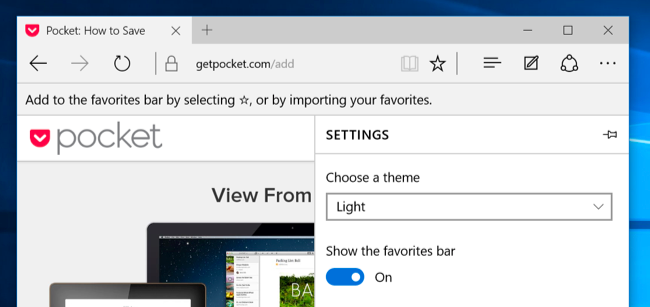 Pocket: How to Save
getpocket.com/add
Add to the favorites bar by selecting ☆, or by importing your favorites.
pocket
SETTINGS
View From
Choose a theme
Light
Show the favorites bar
On
BA